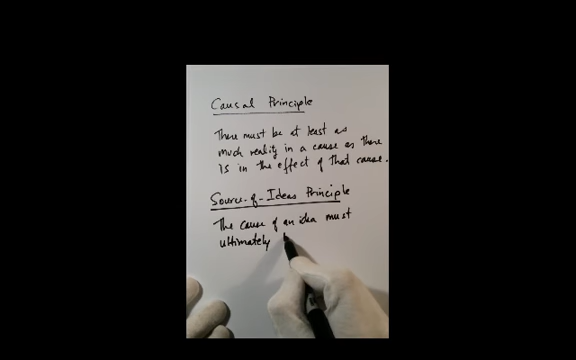 Causal Principle
There must be at least as
much reality in a cause as there
is in the effect of that cause.
Source-of-Ideas Principle
The cause of an idea must
ultimately